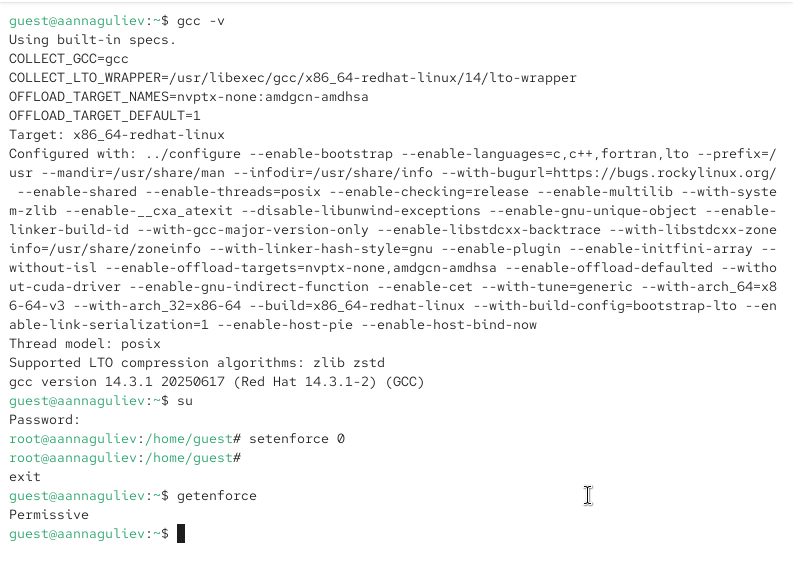 guest@aannaguliev:~$ gcc -v
Using built-in specs.
COLLECT_GCC=gcc
COLLECT_LTO_WRAPPER=/usr/libexec/gcc/x86_64-redhat-linux/14/lto-wrapper
OFFLOAD_TARGET_NAMES=nvptx-none:amdgcn-amdhsa
OFFLOAD_TARGET_DEFAULT=1
Target: x86_64-redhat-linux
Configured with: ../configure --enable-bootstrap --enable-languages=c,c++,fortran,lto --prefix=/
usr --mandir=/usr/share/man --infodir=/usr/share/info --with-bugurl=https://bugs.rockylinux.org/
 --enable-shared --enable-threads=posix --enable-checking=release --enable-multilib --with-syste
m-zlib --enable-__cxa_atexit --disable-libunwind-exceptions --enable-gnu-unique-object --enable-
linker-build-id --with-gcc-major-version-only --enable-libstdcxx-backtrace --with-libstdcxx-zone
info=/usr/share/zoneinfo --with-linker-hash-style=gnu --enable-plugin --enable-initfini-array --
without-isl --enable-offload-targets=nvptx-none,amdgcn-amdhsa --enable-offload-defaulted --witho
ut-cuda-driver --enable-gnu-indirect-function --enable-cet --with-tune=generic --with-arch_64=x8
6-64-v3 --with-arch_32=x86-64 --build=x86_64-redhat-linux --with-build-config=bootstrap-lto --en
able-link-serialization=1 --enable-host-pie --enable-host-bind-now
Thread model: posix
Supported LTO compression algorithms: zlib zstd
gcc version 14.3.1 20250617 (Red Hat 14.3.1-2) (GCC)
guest@aannaguliev:~$ su
Password:
root@aannaguliev:/home/guest# setenforce 0
root@aannaguliev:/home/guest#
exit
guest@aannaguliev:~$ getenforce
Permissive
guest@aannaguliev:~$